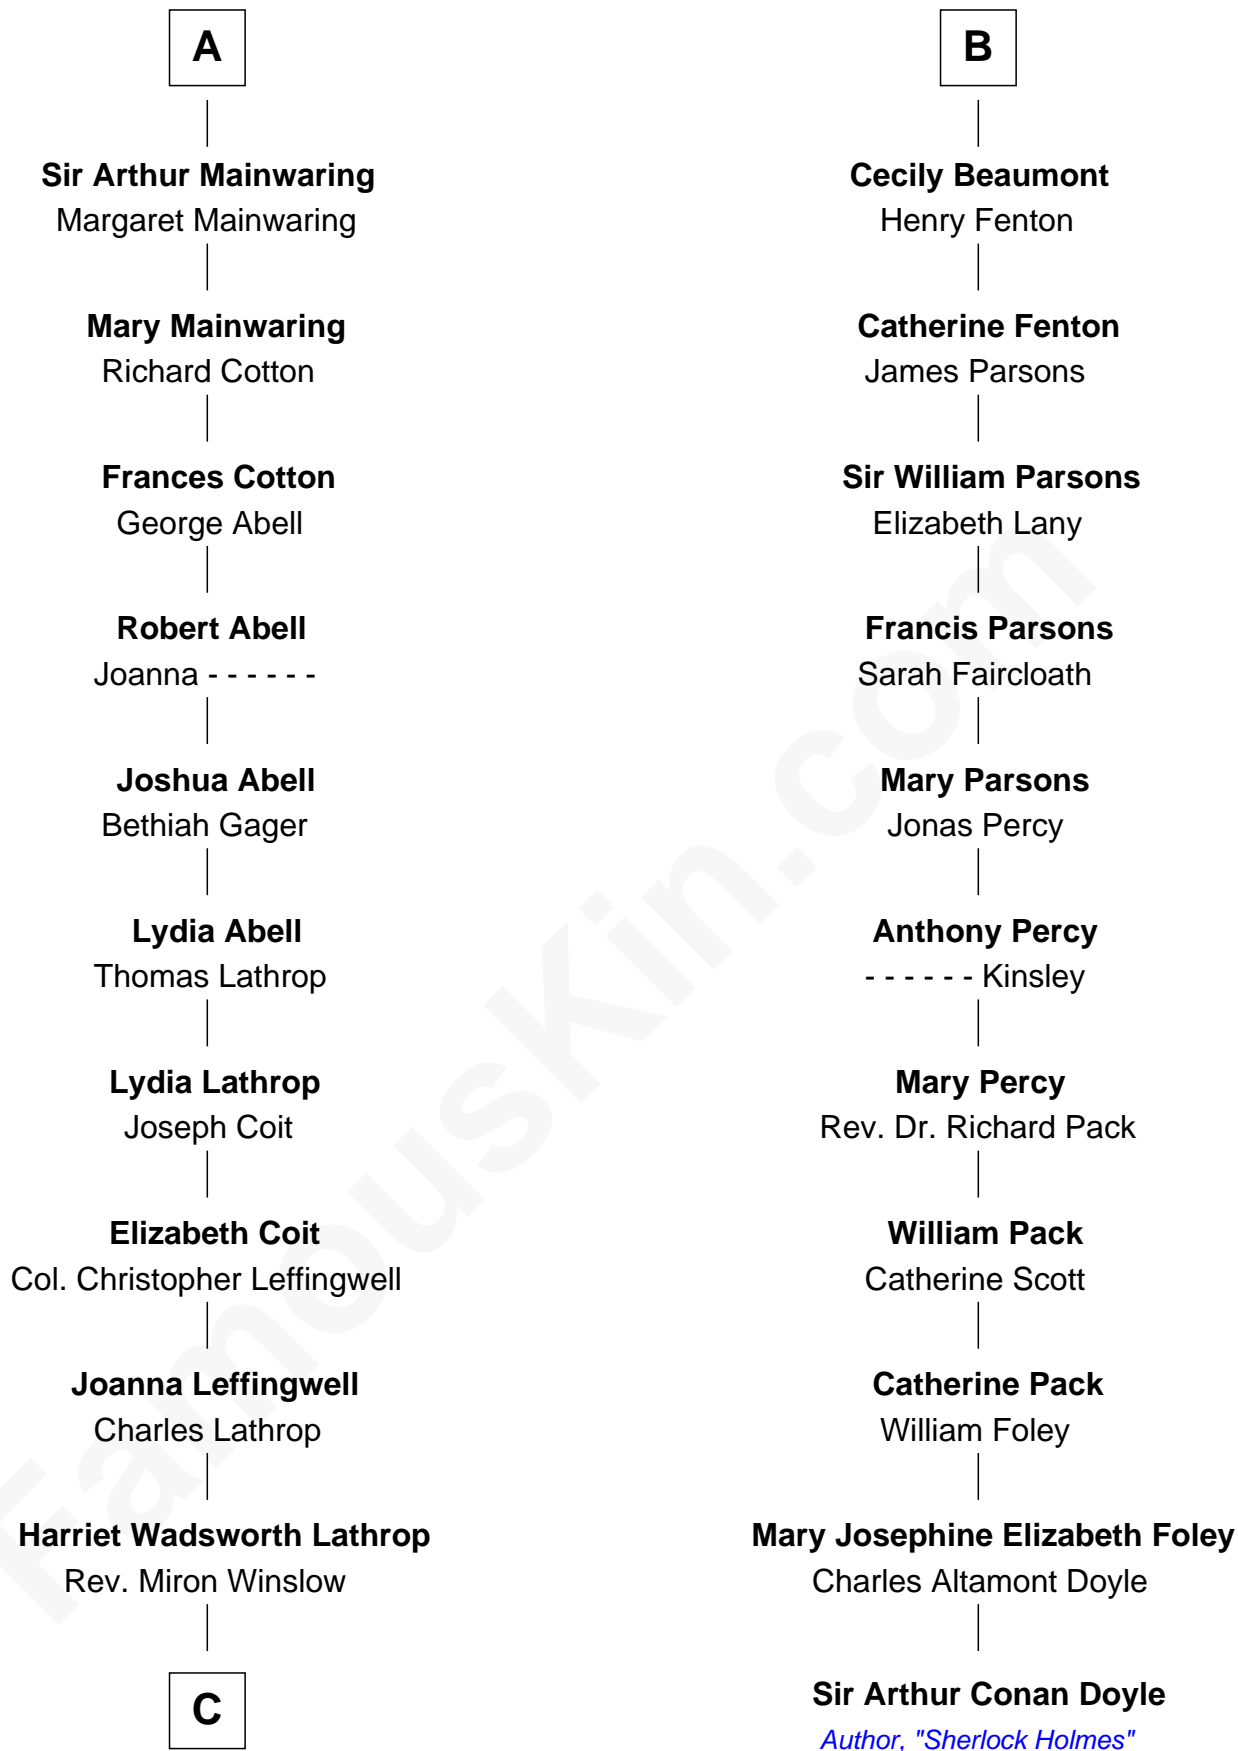 A
Sir Arthur Mainwaring
Margaret Mainwaring
Mary Mainwaring
Richard Cotton
Frances Cotton
George Abell
Robert Abell
Joanna - - - - - -
Joshua Abell
Bethiah Gager
Lydia Abell
Thomas Lathrop
Lydia Lathrop
Joseph Coit
Elizabeth Coit
Col. Christopher Leffingwell
Joanna Leffingwell
Charles Lathrop
Harriet Wadsworth Lathrop
Rev. Miron Winslow
C
B
Cecily Beaumont
Henry Fenton
Catherine Fenton
James Parsons
Sir William Parsons
Elizabeth Lany
Francis Parsons
Sarah Faircloath
Mary Parsons
Jonas Percy
Anthony Percy
- - - - - - Kinsley
Mary Percy
Rev. Dr. Richard Pack
William Pack
Catherine Scott
Catherine Pack
William Foley
Mary Josephine Elizabeth Foley
Charles Altamont Doyle
Sir Arthur Conan Doyle
Author, "Sherlock Holmes"
FamousKin.com